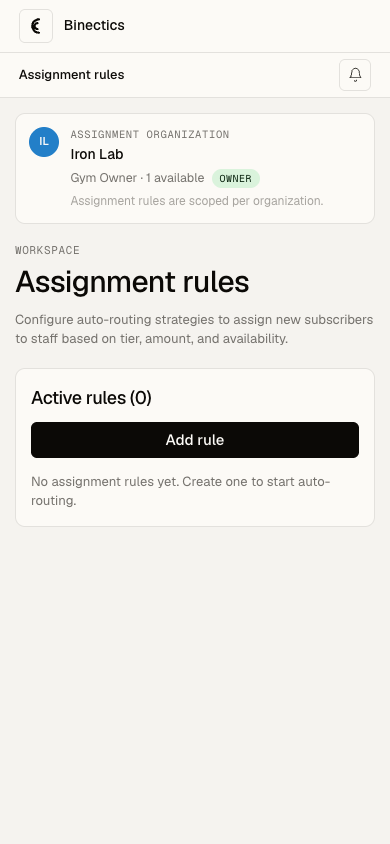 Binectics
Assignment rules
IL
ASSIGNMENT ORGANIZATION
Iron Lab
Gym Owner · 1 available OWNER
Assignment rules are scoped per organization.
WORKSPACE
Assignment rules
Configure auto-routing strategies to assign new subscribers
to staff based on tier, amount, and availability.
Active rules (0)
Add rule
No assignment rules yet. Create one to start auto-
routing.